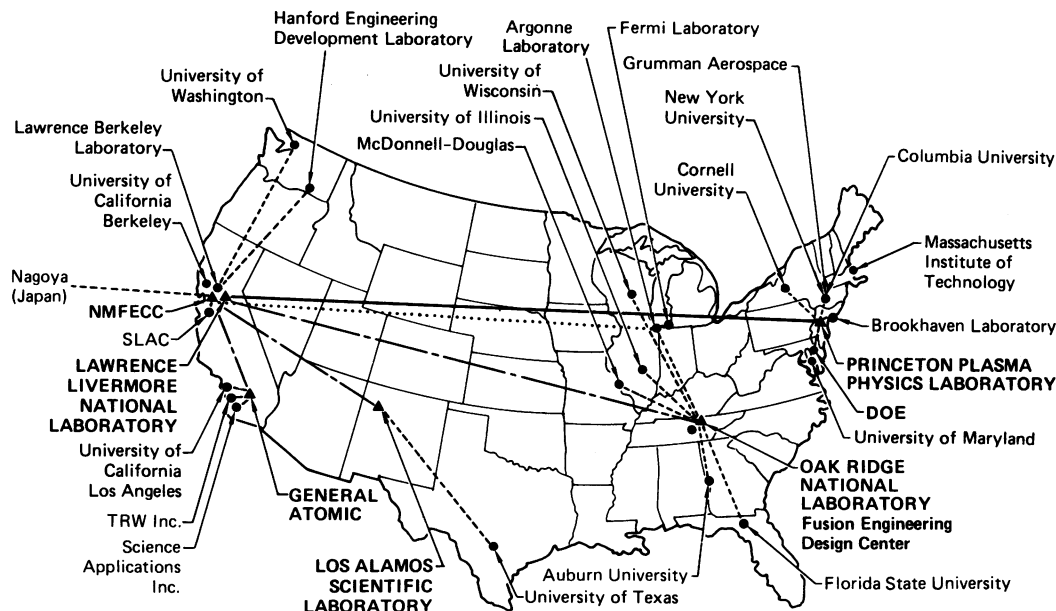 Hanford Engineering
Development Laboratory
University of
Washington
Lawrence Berkeley
Laboratory
University of
California
Berkeley
Nagoya
(Japan)
NMFECC
SLAC
LAWRENCE
LIVERMORE
NATIONAL
LABORATORY
University of
California
Los Angeles
TRW Inc.
Science
Applications
Inc.
GENERAL
ATOMIC
LOS ALAMOS
SCIENTIFIC
LABORATORY
University of Texas
Auburn University
Florida State University
OAK RIDGE
NATIONAL
LABORATORY
Fusion Engineering
Design Center
University of Maryland
DOE
PRINCETON PLASMA
PHYSICS LABORATORY
Brookhaven Laboratory
Massachusetts
Institute of
Technology
Columbia University
Cornell
University
New York
University
Grumman Aerospace
Fermi Laboratory
Argonne
Laboratory
University of
Wisconsin
University of Illinois
McDonnell-Douglas